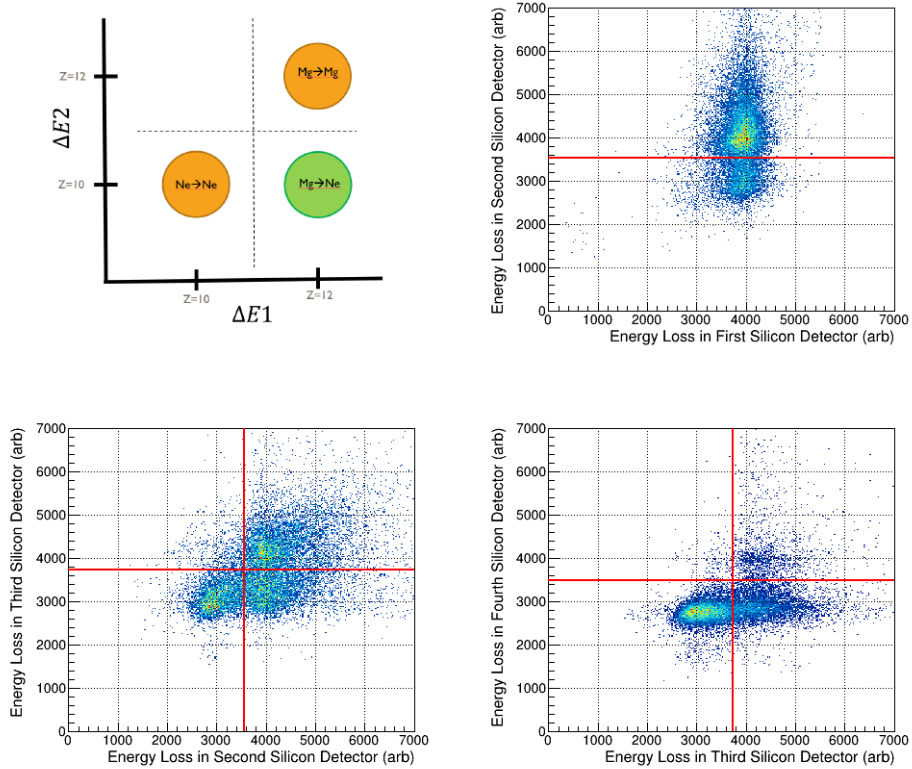 Z=12
Mg→Mg
ΔE2
Z=10
Ne→Ne
Mg→Ne
Z=10
Z=12
ΔE1
Energy Loss in Second Silicon Detector (arb)
7000
6000
5000
4000
3000
2000
1000
0
0 1000 2000 3000 4000 5000 6000 7000
Energy Loss in First Silicon Detector (arb)
Energy Loss in Third Silicon Detector (arb)
7000
6000
5000
4000
3000
2000
1000
0
0 1000 2000 3000 4000 5000 6000 7000
Energy Loss in Second Silicon Detector (arb)
Energy Loss in Fourth Silicon Detector (arb)
7000
6000
5000
4000
3000
2000
1000
0
0 1000 2000 3000 4000 5000 6000 7000
Energy Loss in Third Silicon Detector (arb)